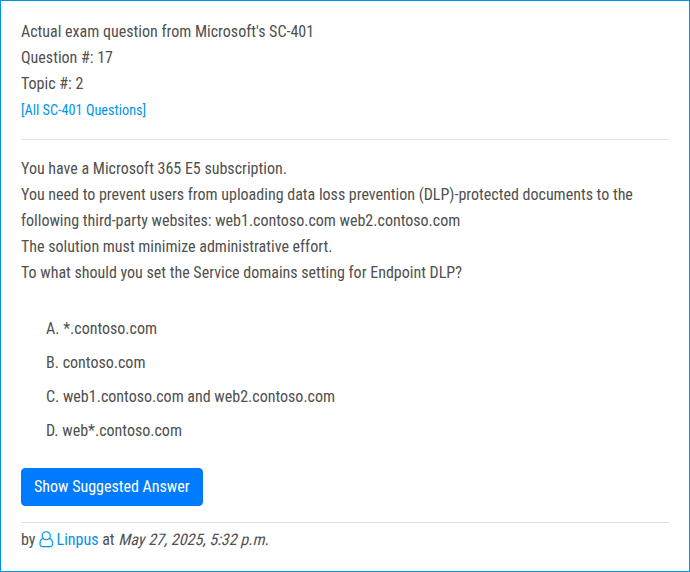 Actual exam question from Microsoft's SC-401
Question #: 17
Topic #: 2
[All SC-401 Questions]
You have a Microsoft 365 E5 subscription.
You need to prevent users from uploading data loss prevention (DLP)-protected documents to the
following third-party websites: web1.contoso.com web2.contoso.com
The solution must minimize administrative effort.
To what should you set the Service domains setting for Endpoint DLP?
A. *.contoso.com
B. contoso.com
C. web1.contoso.com and web2.contoso.com
D. web*.contoso.com
Show Suggested Answer
by Linpus at May 27, 2025, 5:32 p.m.